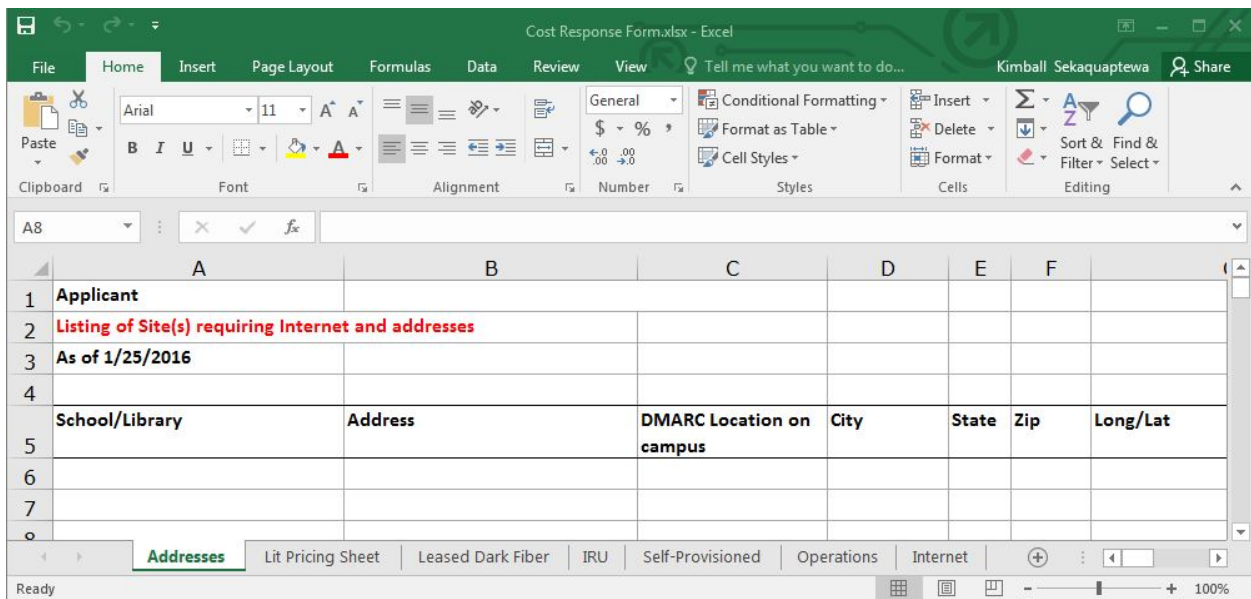 Cost Response Form.xlsx - Excel
File Home Insert Page Layout Formulas Data Review View Tell me what you want to do... Kimball Sekaquaptewa Share
Paste
Arial 11 A A
B I U A
General
$ % ,
.0 .00 .00 .0
Conditional Formatting
Format as Table
Cell Styles
Insert
Delete
Format
Σ
A Z
Sort & Filter
Find & Select
Clipboard Font Alignment Number Styles Cells Editing
A8 fx
A B C D E F
1 Applicant
2 Listing of Site(s) requiring Internet and addresses
3 As of 1/25/2016
4
5 School/Library Address DMARC Location on campus City State Zip Long/Lat
6
7
Addresses Lit Pricing Sheet Leased Dark Fiber IRU Self-Provisioned Operations Internet
Ready 100%